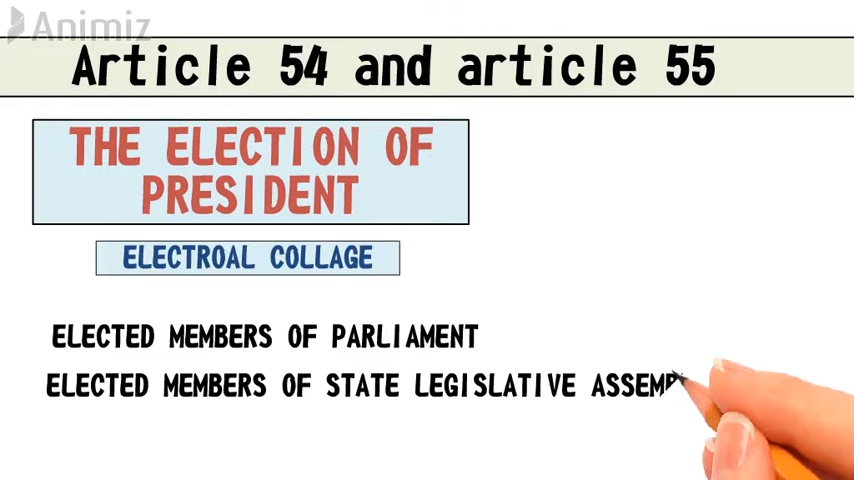 Animiz
Article 54 and article 55
THE ELECTION OF
PRESIDENT
ELECTROAL COLLAGE
ELECTED MEMBERS OF PARLIAMENT
ELECTED MEMBERS OF STATE LEGISLATIVE ASSEM